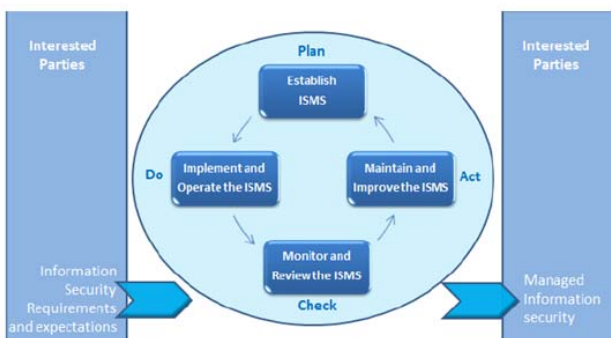 Interested
Parties
Plan
Interested
Parties
Establish
ISMS
Do
Implement and
Operate the ISMS
Maintain and
Improve the ISMS
Act
Monitor and
Review the ISMS
Check
Information
Security
Requirements
and expectations
Managed
Information
security